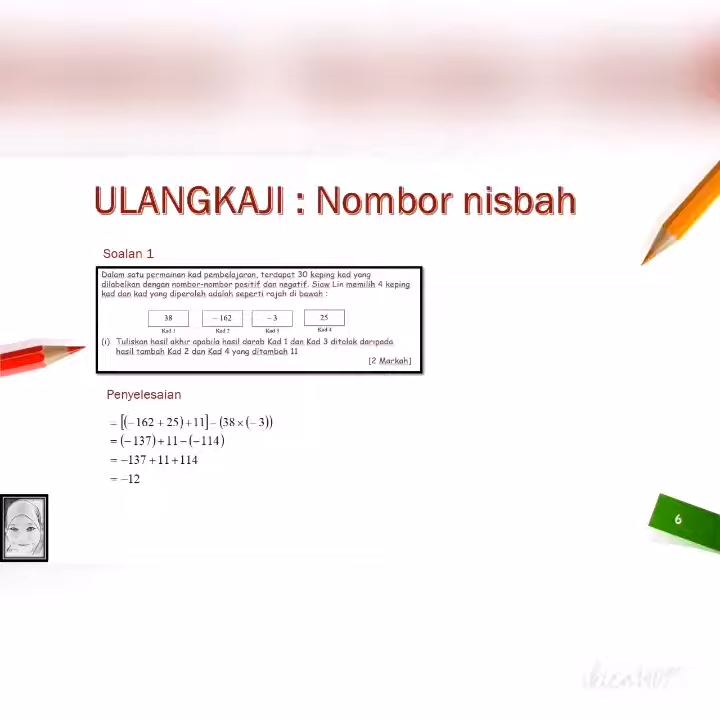 ULANGKAJI : Nombor nisbah
Soalan 1
Dalam satu permainan kad pembelajaran, terdapat 30 keping kad yang
dilabelkan dengan nombor-nombor positif dan negatif. Siaw Lin memilih 4 keping
kad dan kad yang diperoleh adalah seperti rajah di bawah :
38 -162 -3 25
Kad 1 Kad 2 Kad 3 Kad 4
(i) Tuliskan hasil akhir apabila hasil darab Kad 1 dan Kad 3 ditolak daripada
hasil tambah Kad 2 dan Kad 4 yang ditambah 11
[2 Markah]
Penyelesaian
= [(-162 + 25) + 11] - (38 × (-3))
= (-137) + 11 - (-114)
= -137 + 11 + 114
= -12
6